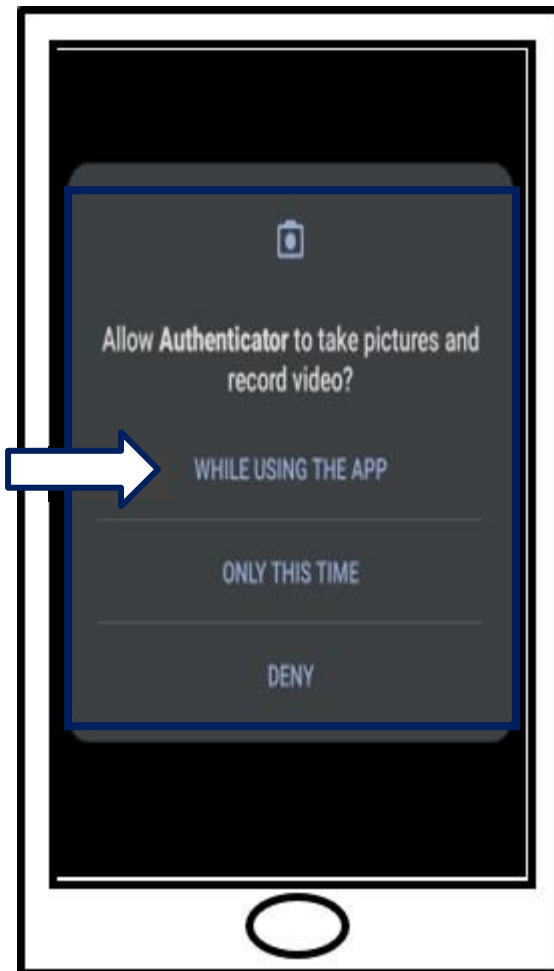 Allow Authenticator to take pictures and
record video?
WHILE USING THE APP
ONLY THIS TIME
DENY